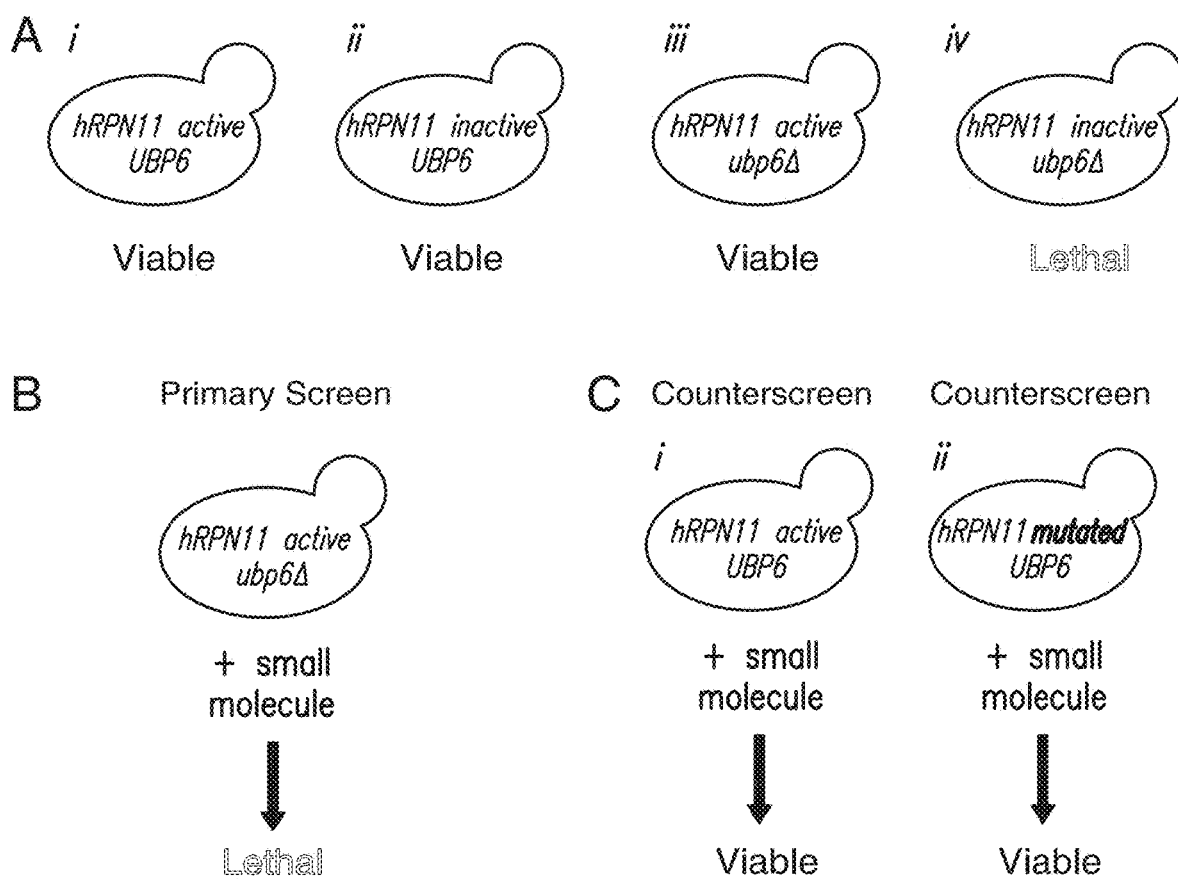 A i ii iii iv
hRPN11 active hRPN11 inactive hRPN11 active hRPN11 inactive
UBP6 UBP6 ubp6Δ ubp6Δ
Viable Viable Viable Lethal
B Primary Screen C Counterscreen Counterscreen
i ii
hRPN11 active hRPN11 active hRPN11 mutated
ubp6Δ UBP6 UBP6
+ small + small + small
molecule molecule molecule
Lethal Viable Viable